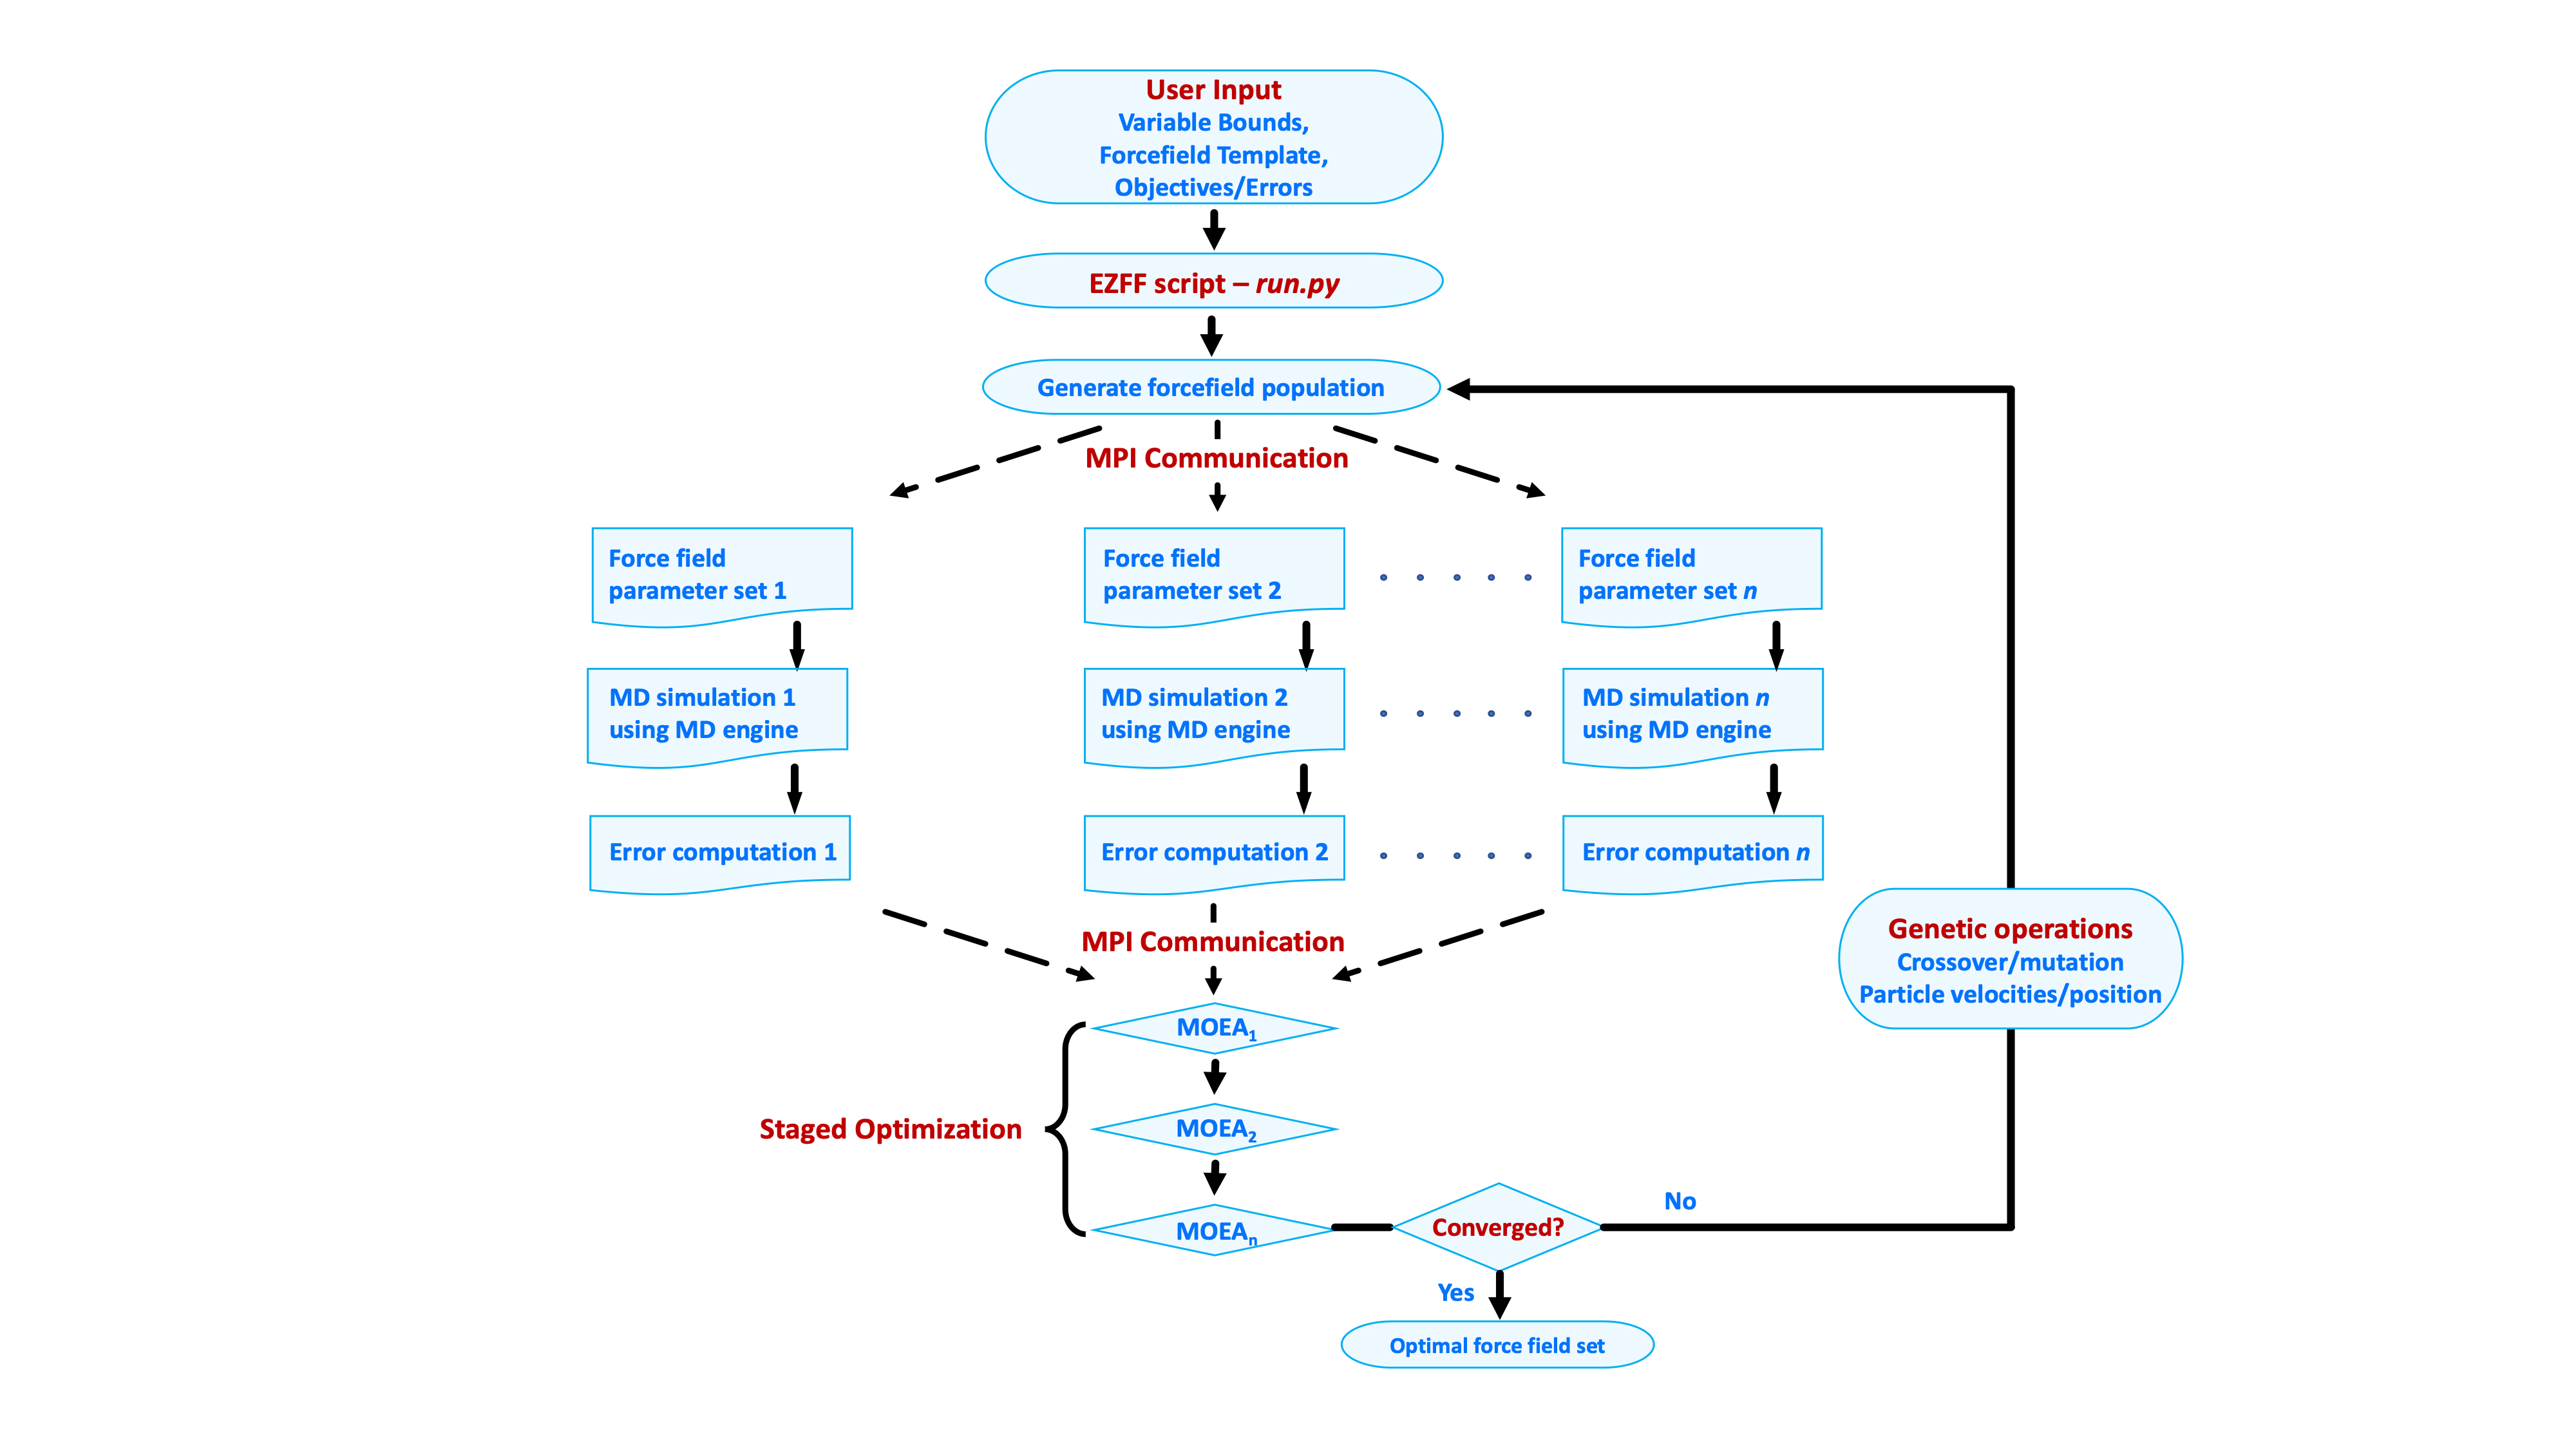 User Input
Variable Bounds,
Forcefield Template,
Objectives/Errors
EZFF script – run.py
Generate forcefield population
MPI Communication
Force field
parameter set 1
Force field
parameter set 2
Force field
parameter set n
MD simulation 1
using MD engine
MD simulation 2
using MD engine
MD simulation n
using MD engine
Error computation 1
Error computation 2
Error computation n
MPI Communication
Genetic operations
Crossover/mutation
Particle velocities/position
MOEA₁
Staged Optimization
MOEA₂
MOEAₙ
Converged?
No
Yes
Optimal force field set